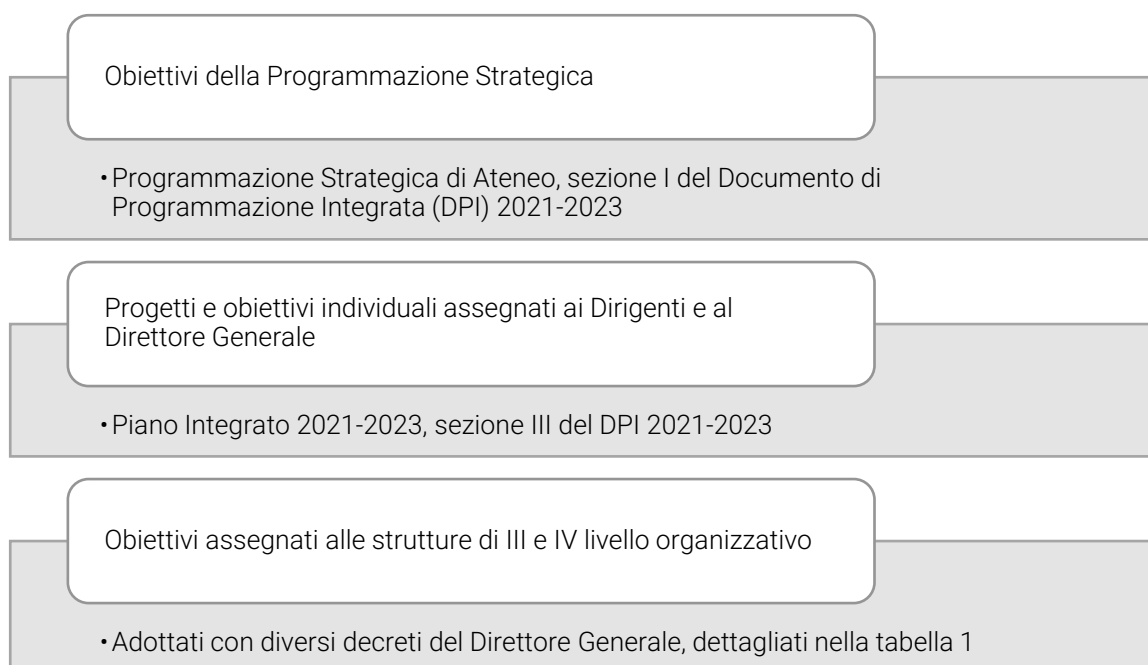 Obiettivi della Programmazione Strategica
•Programmazione Strategica di Ateneo, sezione I del Documento di
Programmazione Integrata (DPI) 2021-2023
Progetti e obiettivi individuali assegnati ai Dirigenti e al
Direttore Generale
•Piano Integrato 2021-2023, sezione III del DPI 2021-2023
Obiettivi assegnati alle strutture di III e IV livello organizzativo
•Adottati con diversi decreti del Direttore Generale, dettagliati nella tabella 1